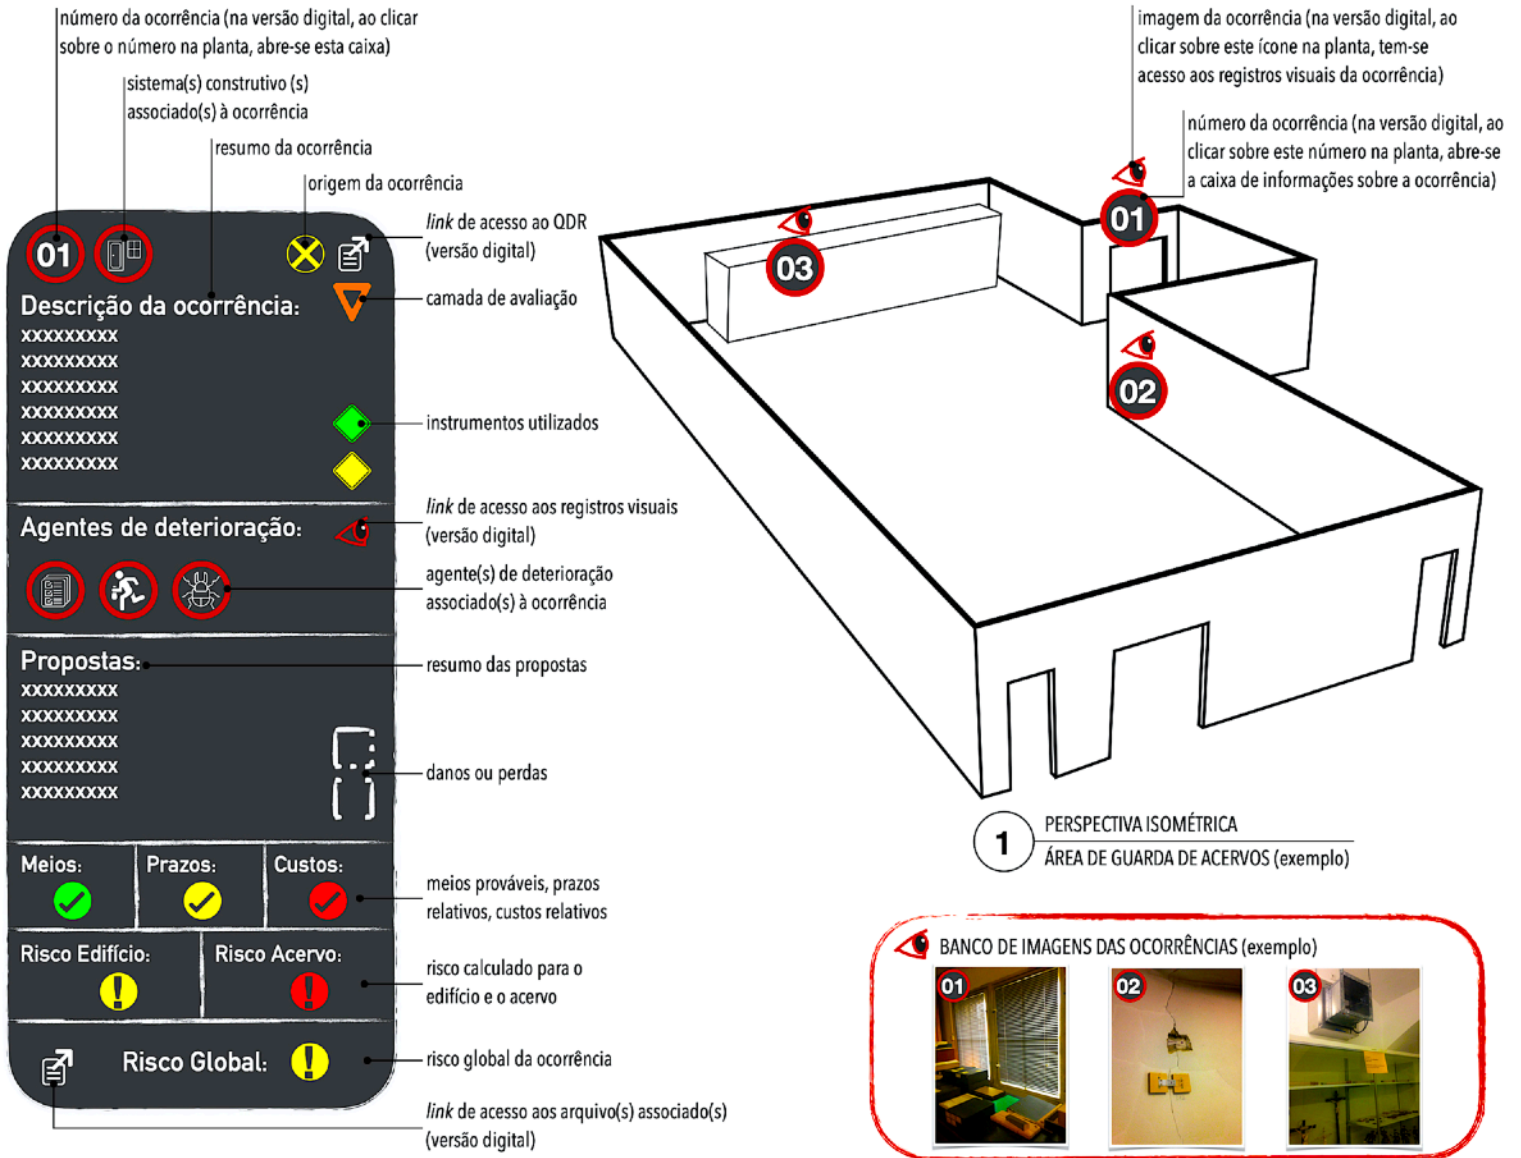 número da ocorrência (na versão digital, ao clicar
sobre o número na planta, abre-se esta caixa)
sistema(s) construtivo (s)
associado(s) à ocorrência
resumo da ocorrência
origem da ocorrência
link de acesso ao QDR
(versão digital)
camada de avaliação
instrumentos utilizados
link de acesso aos registros visuais
(versão digital)
agente(s) de deterioração
associado(s) à ocorrência
resumo das propostas
danos ou perdas
meios prováveis, prazos
relativos, custos relativos
risco calculado para o
edifício e o acervo
risco global da ocorrência
link de acesso aos arquivo(s) associado(s)
(versão digital)
01
Descrição da ocorrência:
xxxxxxxxx
xxxxxxxxx
xxxxxxxxx
xxxxxxxxx
xxxxxxxxx
xxxxxxxxx
Agentes de deterioração:
Propostas:
xxxxxxxxx
xxxxxxxxx
xxxxxxxxx
xxxxxxxxx
xxxxxxxxx
Meios:
Prazos:
Custos:
Risco Edifício:
Risco Acervo:
Risco Global:
imagem da ocorrência (na versão digital, ao
clicar sobre este ícone na planta, tem-se
acesso aos registros visuais da ocorrência)
número da ocorrência (na versão digital, ao
clicar sobre este número na planta, abre-se
a caixa de informações sobre a ocorrência)
01
03
02
1
PERSPECTIVA ISOMÉTRICA
ÁREA DE GUARDA DE ACERVOS (exemplo)
BANCO DE IMAGENS DAS OCORRÊNCIAS (exemplo)
01
02
03